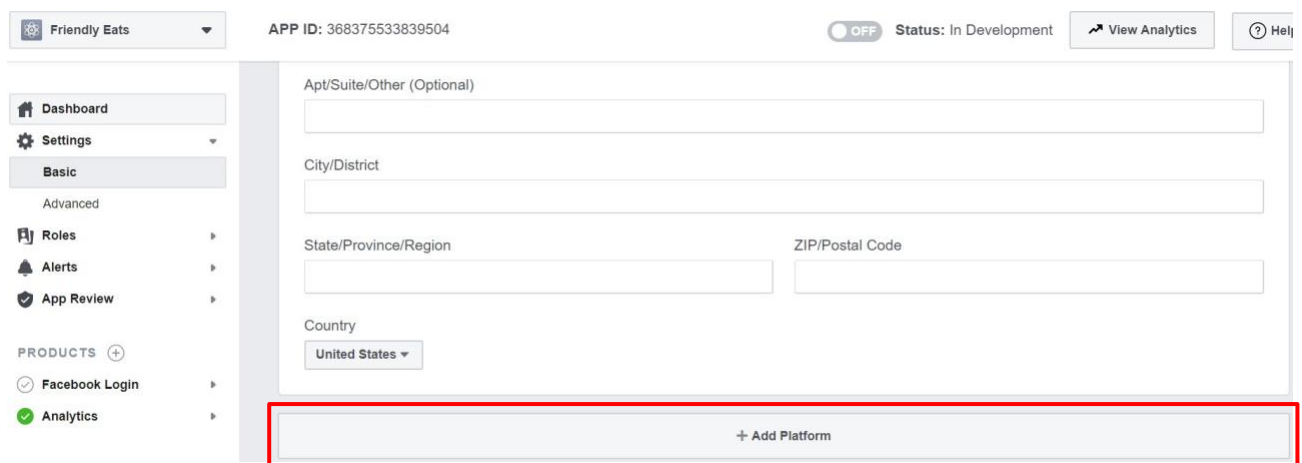 Friendly Eats
APP ID: 368375533839504
OFF
Status: In Development
View Analytics
Help
Dashboard
Settings
Basic
Advanced
Roles
Alerts
App Review
PRODUCTS
Facebook Login
Analytics
Apt/Suite/Other (Optional)
City/District
State/Province/Region
ZIP/Postal Code
Country
United States
+ Add Platform